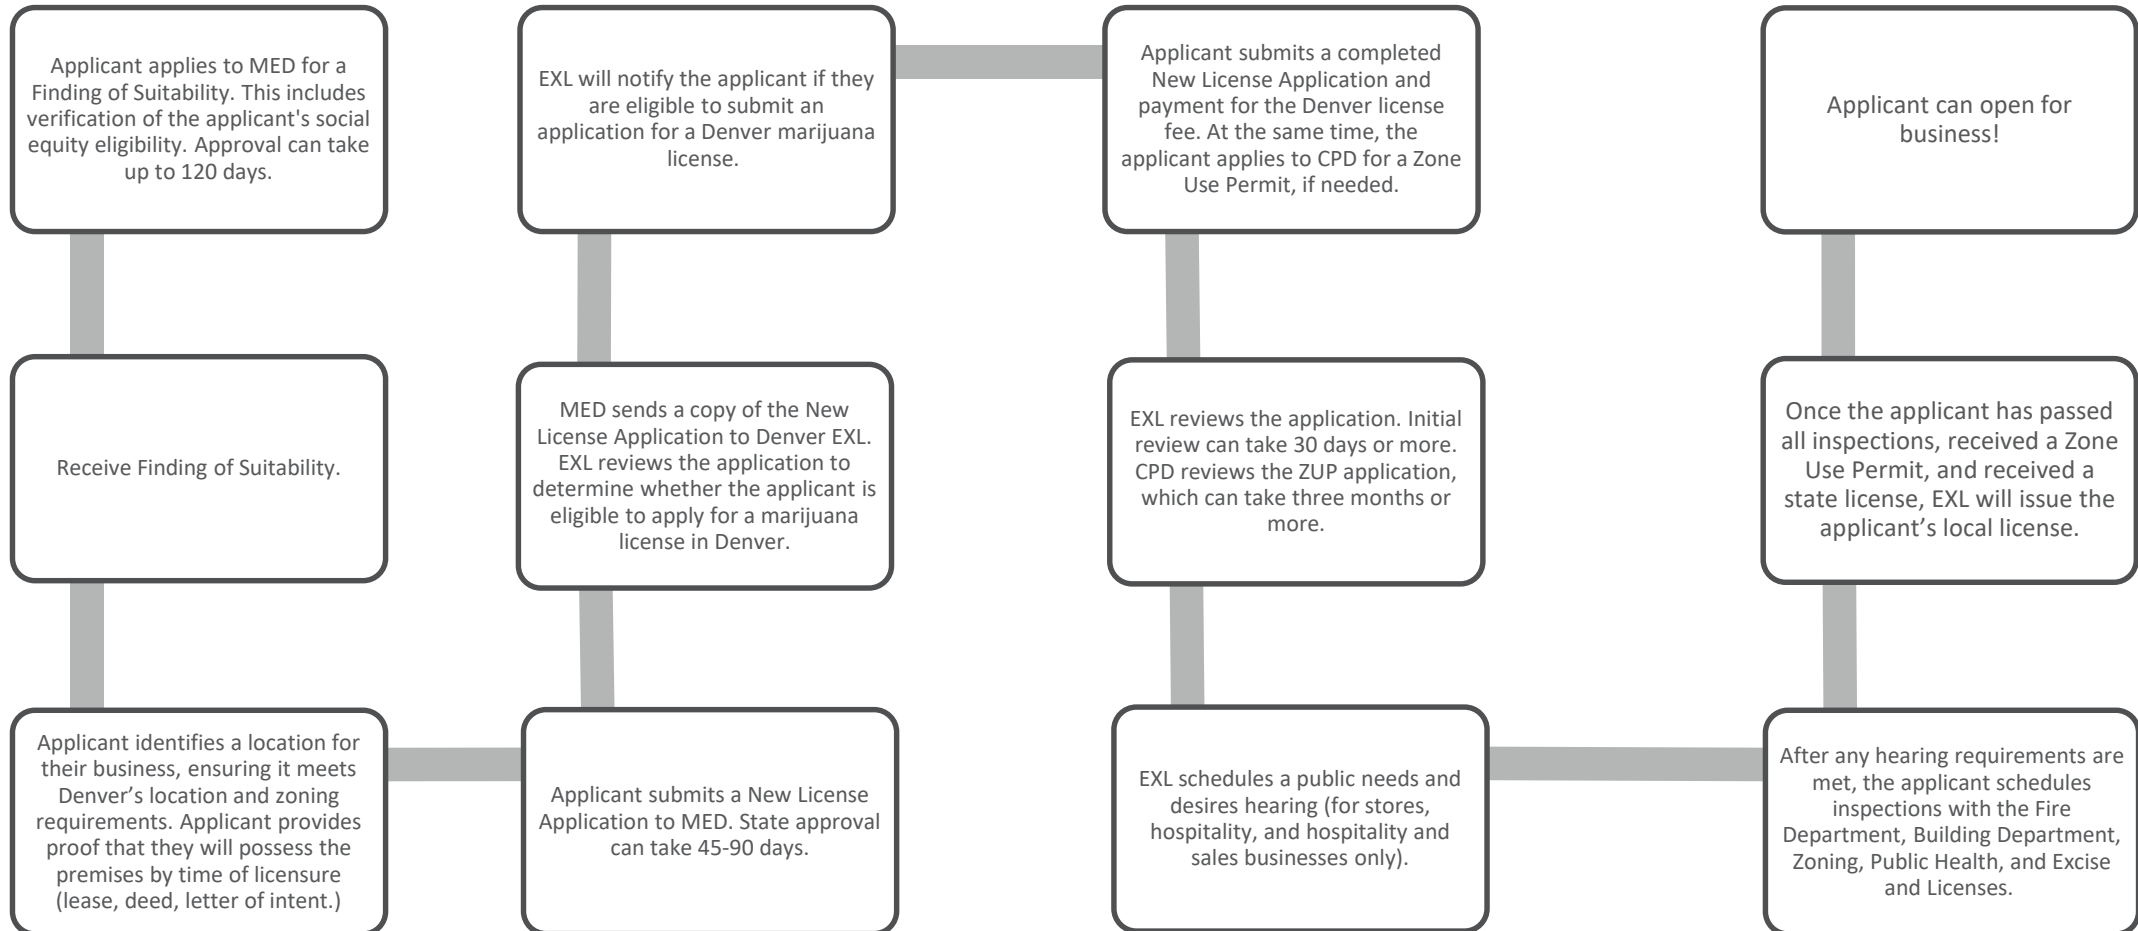 Applicant applies to MED for a
Finding of Suitability. This includes
verification of the applicant's social
equity eligibility. Approval can take
up to 120 days.
Receive Finding of Suitability.
Applicant identifies a location for
their business, ensuring it meets
Denver’s location and zoning
requirements. Applicant provides
proof that they will possess the
premises by time of licensure
(lease, deed, letter of intent.)
Applicant submits a New License
Application to MED. State approval
can take 45-90 days.
MED sends a copy of the New
License Application to Denver EXL.
EXL reviews the application to
determine whether the applicant is
eligible to apply for a marijuana
license in Denver.
EXL will notify the applicant if they
are eligible to submit an
application for a Denver marijuana
license.
Applicant submits a completed
New License Application and
payment for the Denver license
fee. At the same time, the
applicant applies to CPD for a Zone
Use Permit, if needed.
EXL reviews the application. Initial
review can take 30 days or more.
CPD reviews the ZUP application,
which can take three months or
more.
EXL schedules a public needs and
desires hearing (for stores,
hospitality, and hospitality and
sales businesses only).
After any hearing requirements are
met, the applicant schedules
inspections with the Fire
Department, Building Department,
Zoning, Public Health, and Excise
and Licenses.
Once the applicant has passed
all inspections, received a Zone
Use Permit, and received a
state license, EXL will issue the
applicant’s local license.
Applicant can open for
business!